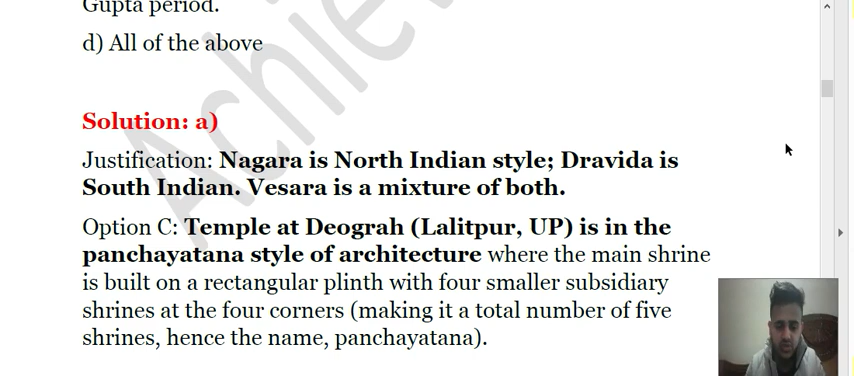 Gupta period.
d) All of the above
Achie
Solution: a)
Justification: Nagara is North Indian style; Dravida is
South Indian. Vesara is a mixture of both.
Option C: Temple at Deograh (Lalitpur, UP) is in the
panchayatana style of architecture where the main shrine
is built on a rectangular plinth with four smaller subsidiary
shrines at the four corners (making it a total number of five
shrines, hence the name, panchayatana).